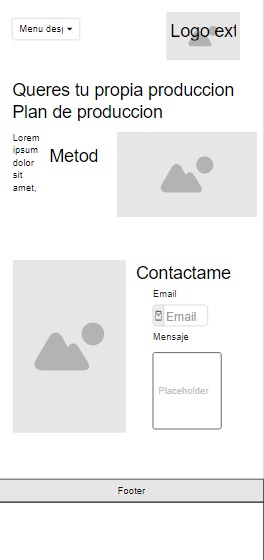 Menu des
Logo ext
Queres tu propia produccion
Plan de produccion
Lorem
ipsum
dolor
sit
amet,
Metod
Contactame
Email
Email
Mensaje
Placeholder
Footer